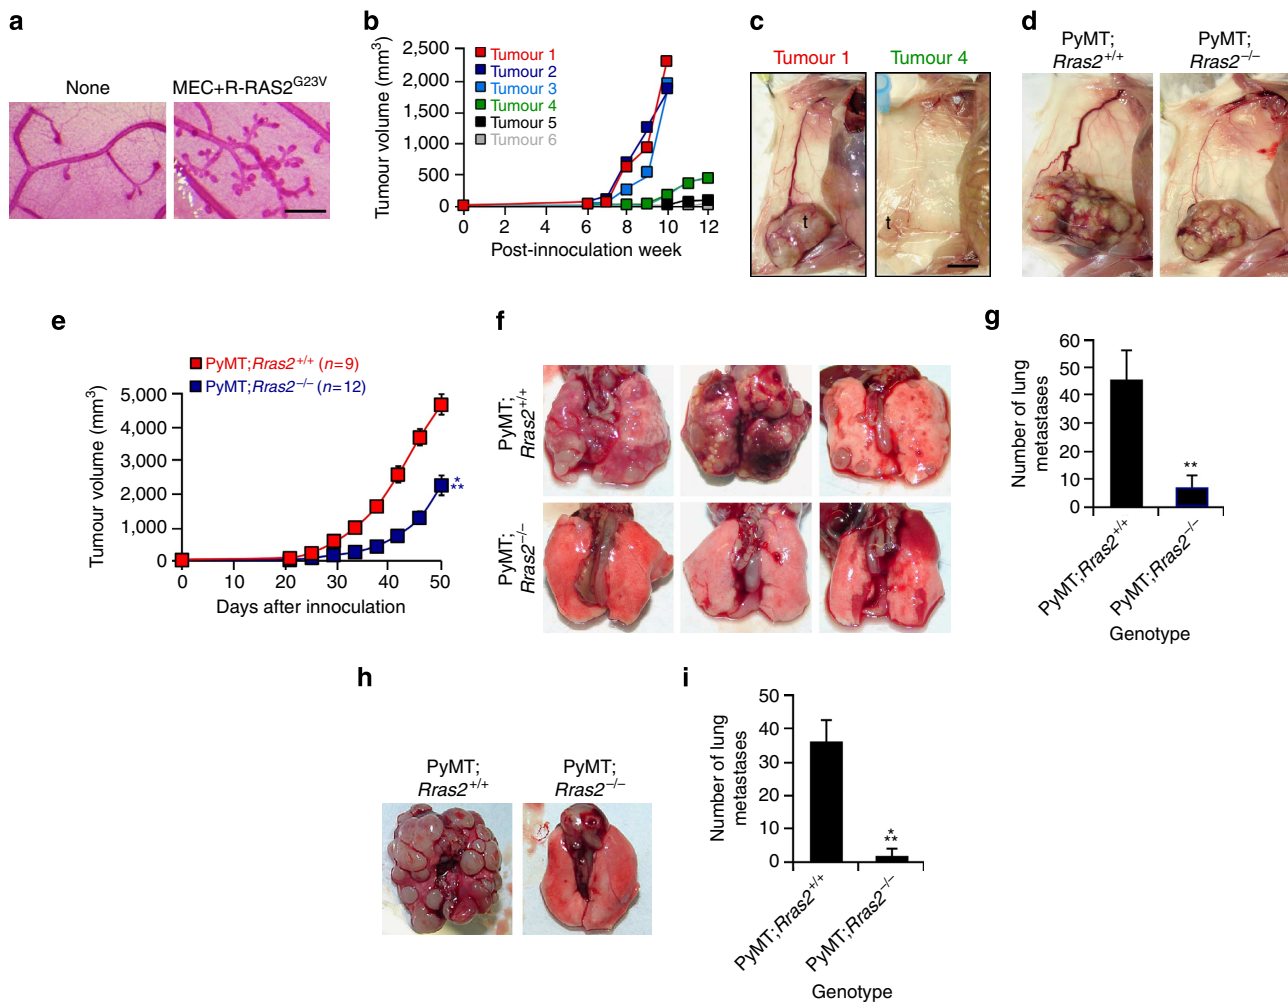 a
None
MEC+R-RAS2G23V
b
Tumour volume (mm3)
2,500
2,000
1,500
1,000
500
0
Tumour 1
Tumour 2
Tumour 3
Tumour 4
Tumour 5
Tumour 6
0 2 4 6 8 10 12
Post-innoculation week
c
Tumour 1
Tumour 4
t
t
d
PyMT;
Rras2+/+
PyMT;
Rras2−/−
e
PyMT;Rras2+/+ (n=9)
PyMT;Rras2−/− (n=12)
Tumour volume (mm3)
5,000
4,000
3,000
2,000
1,000
0
*
**
0 10 20 30 40 50
Days after innoculation
f
PyMT;
Rras2+/+
PyMT;
Rras2−/−
g
Number of lung
metastases
60
50
40
30
20
10
0
**
PyMT;Rras2+/+
PyMT;Rras2−/−
Genotype
h
PyMT;
Rras2+/+
PyMT;
Rras2−/−
i
Number of lung
metastases
50
40
30
20
10
0
*
**
PyMT;Rras2+/+
PyMT;Rras2−/−
Genotype